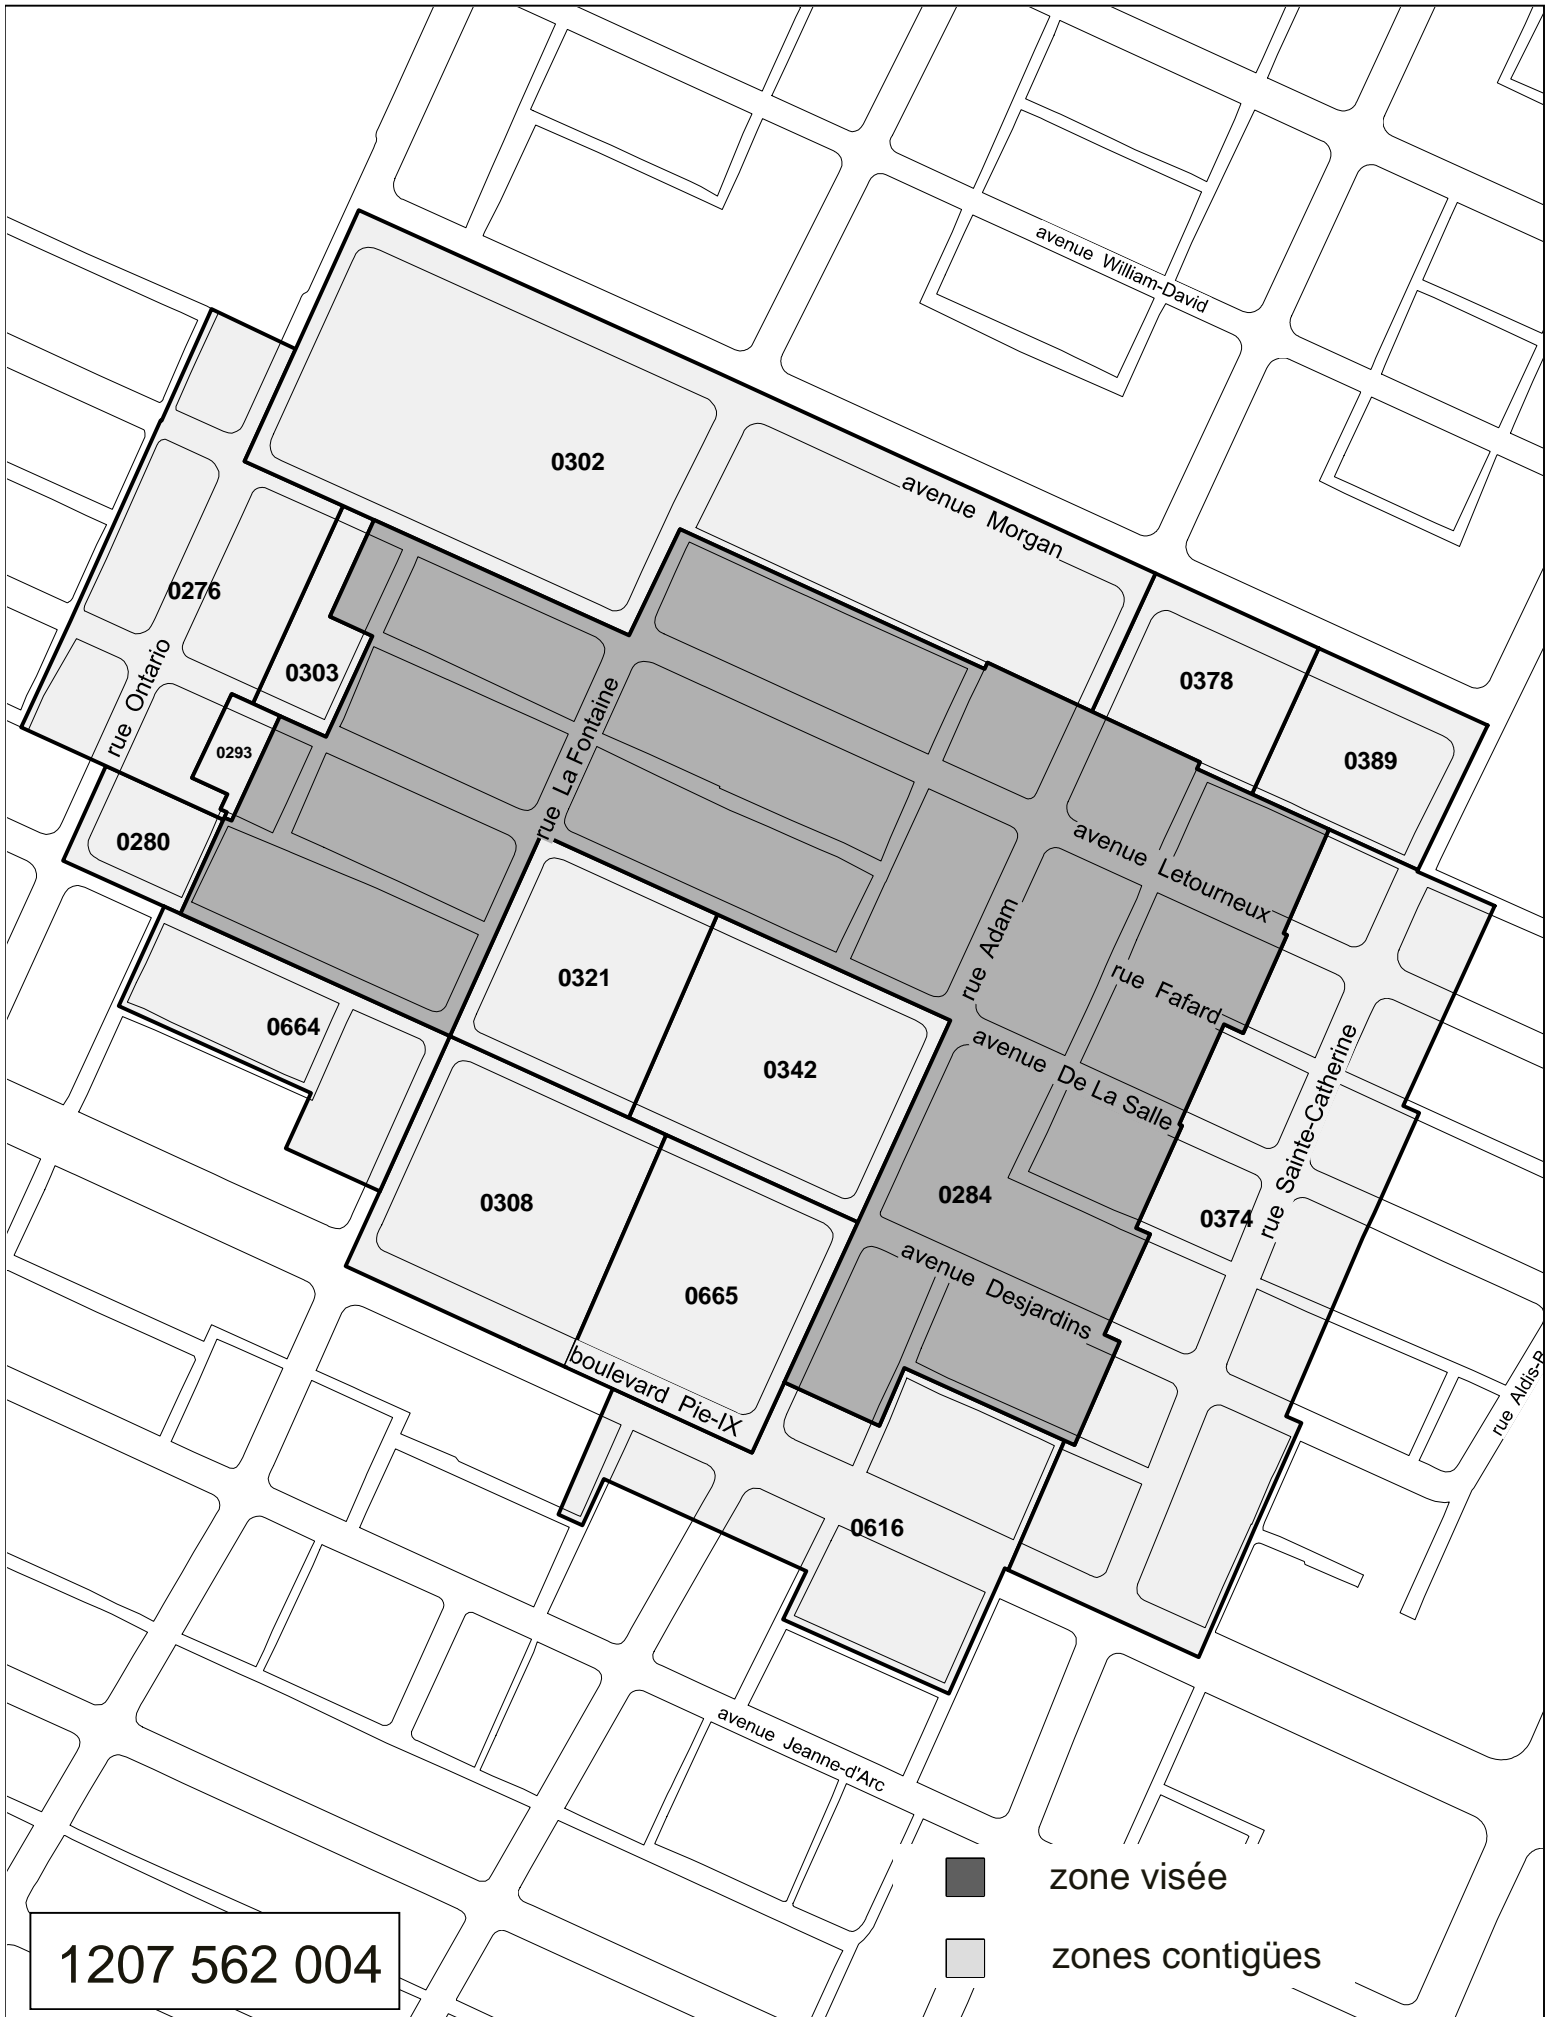 avenue William-David
0302
avenue Morgan
0276
0303
rue Ontario
0378
0293
rue La Fontaine
0389
0280
avenue Letourneux
rue Adam
0321
rue Fafard
0664
0342
avenue De La Salle
rue Sainte-Catherine
0308
0284
0374
0665
avenue Desjardins
boulevard Pie-IX
rue Aldis-B
0616
avenue Jeanne-d'Arc
zone visée
zones contigües
1207 562 004